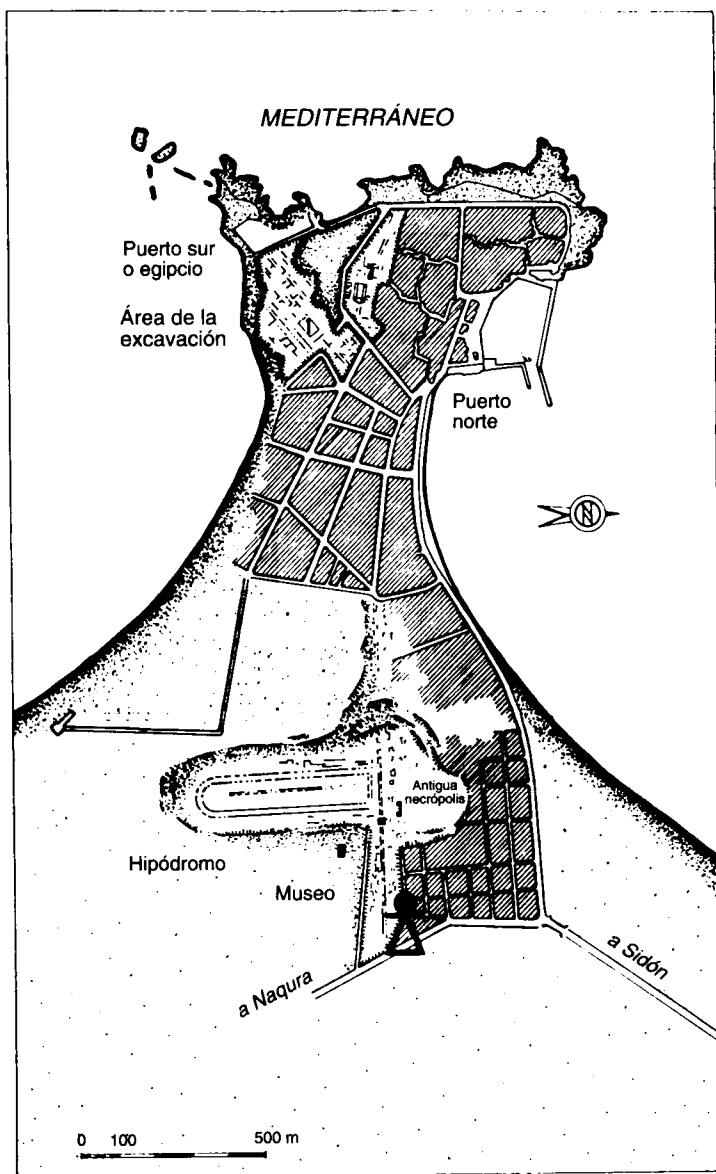 MEDITERRÁNEO
Puerto sur
o egipcio
Área de la
excavación
Puerto
norte
N
Antigua
necrópolis
Hipódromo
Museo
a Naqura
a Sidón
0 100 500 m